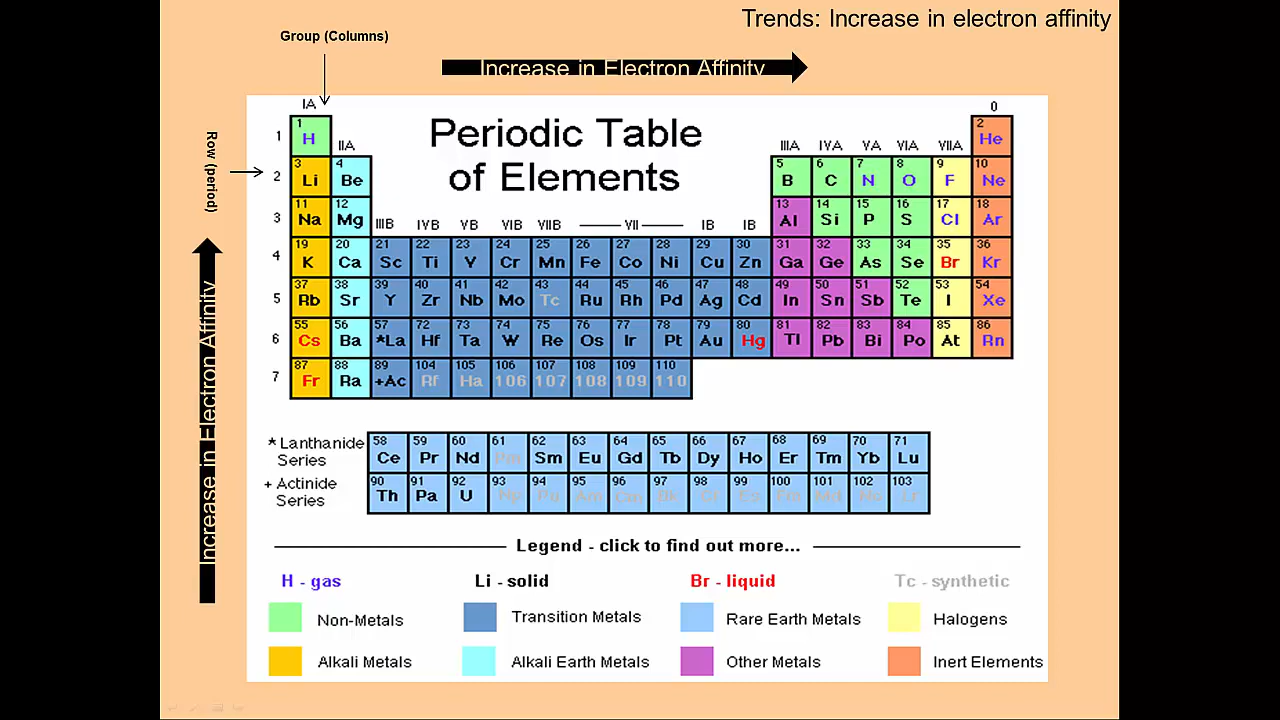 Trends: Increase in electron affinity
Group (Columns)
Increase in Electron Affinity
Row (period)
Increase in Electron Affinity
Periodic Table
of Elements
IA 0
IIA IIIA IVA VA VIA VIIA
IIIB IVB VB VIB VIIB VII IB IB
1 1 H 2 He
2 3 Li 4 Be 5 B 6 C 7 N 8 O 9 F 10 Ne
3 11 Na 12 Mg 13 Al 14 Si 15 P 16 S 17 Cl 18 Ar
4 19 K 20 Ca 21 Sc 22 Ti 23 V 24 Cr 25 Mn 26 Fe 27 Co 28 Ni 29 Cu 30 Zn 31 Ga 32 Ge 33 As 34 Se 35 Br 36 Kr
5 37 Rb 38 Sr 39 Y 40 Zr 41 Nb 42 Mo 43 Tc 44 Ru 45 Rh 46 Pd 47 Ag 48 Cd 49 In 50 Sn 51 Sb 52 Te 53 I 54 Xe
6 55 Cs 56 Ba 57 *La 72 Hf 73 Ta 74 W 75 Re 76 Os 77 Ir 78 Pt 79 Au 80 Hg 81 Tl 82 Pb 83 Bi 84 Po 85 At 86 Rn
7 87 Fr 88 Ra 89 +Ac 104 Rf 105 Ha 106 106 107 107 108 108 109 109 110 110
* Lanthanide
Series
58 Ce 59 Pr 60 Nd 61 Pm 62 Sm 63 Eu 64 Gd 65 Tb 66 Dy 67 Ho 68 Er 69 Tm 70 Yb 71 Lu
+ Actinide
Series
90 Th 91 Pa 92 U 93 Np 94 Pu 95 Am 96 Cm 97 Bk 98 Cf 99 Es 100 Fm 101 Md 102 No 103 Lr
Legend - click to find out more...
H - gas
Li - solid
Br - liquid
Tc - synthetic
Non-Metals
Transition Metals
Rare Earth Metals
Halogens
Alkali Metals
Alkali Earth Metals
Other Metals
Inert Elements